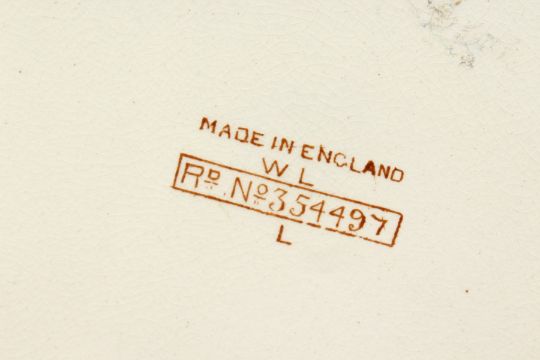 MADE IN ENGLAND
W L
RD. No. 354497
L